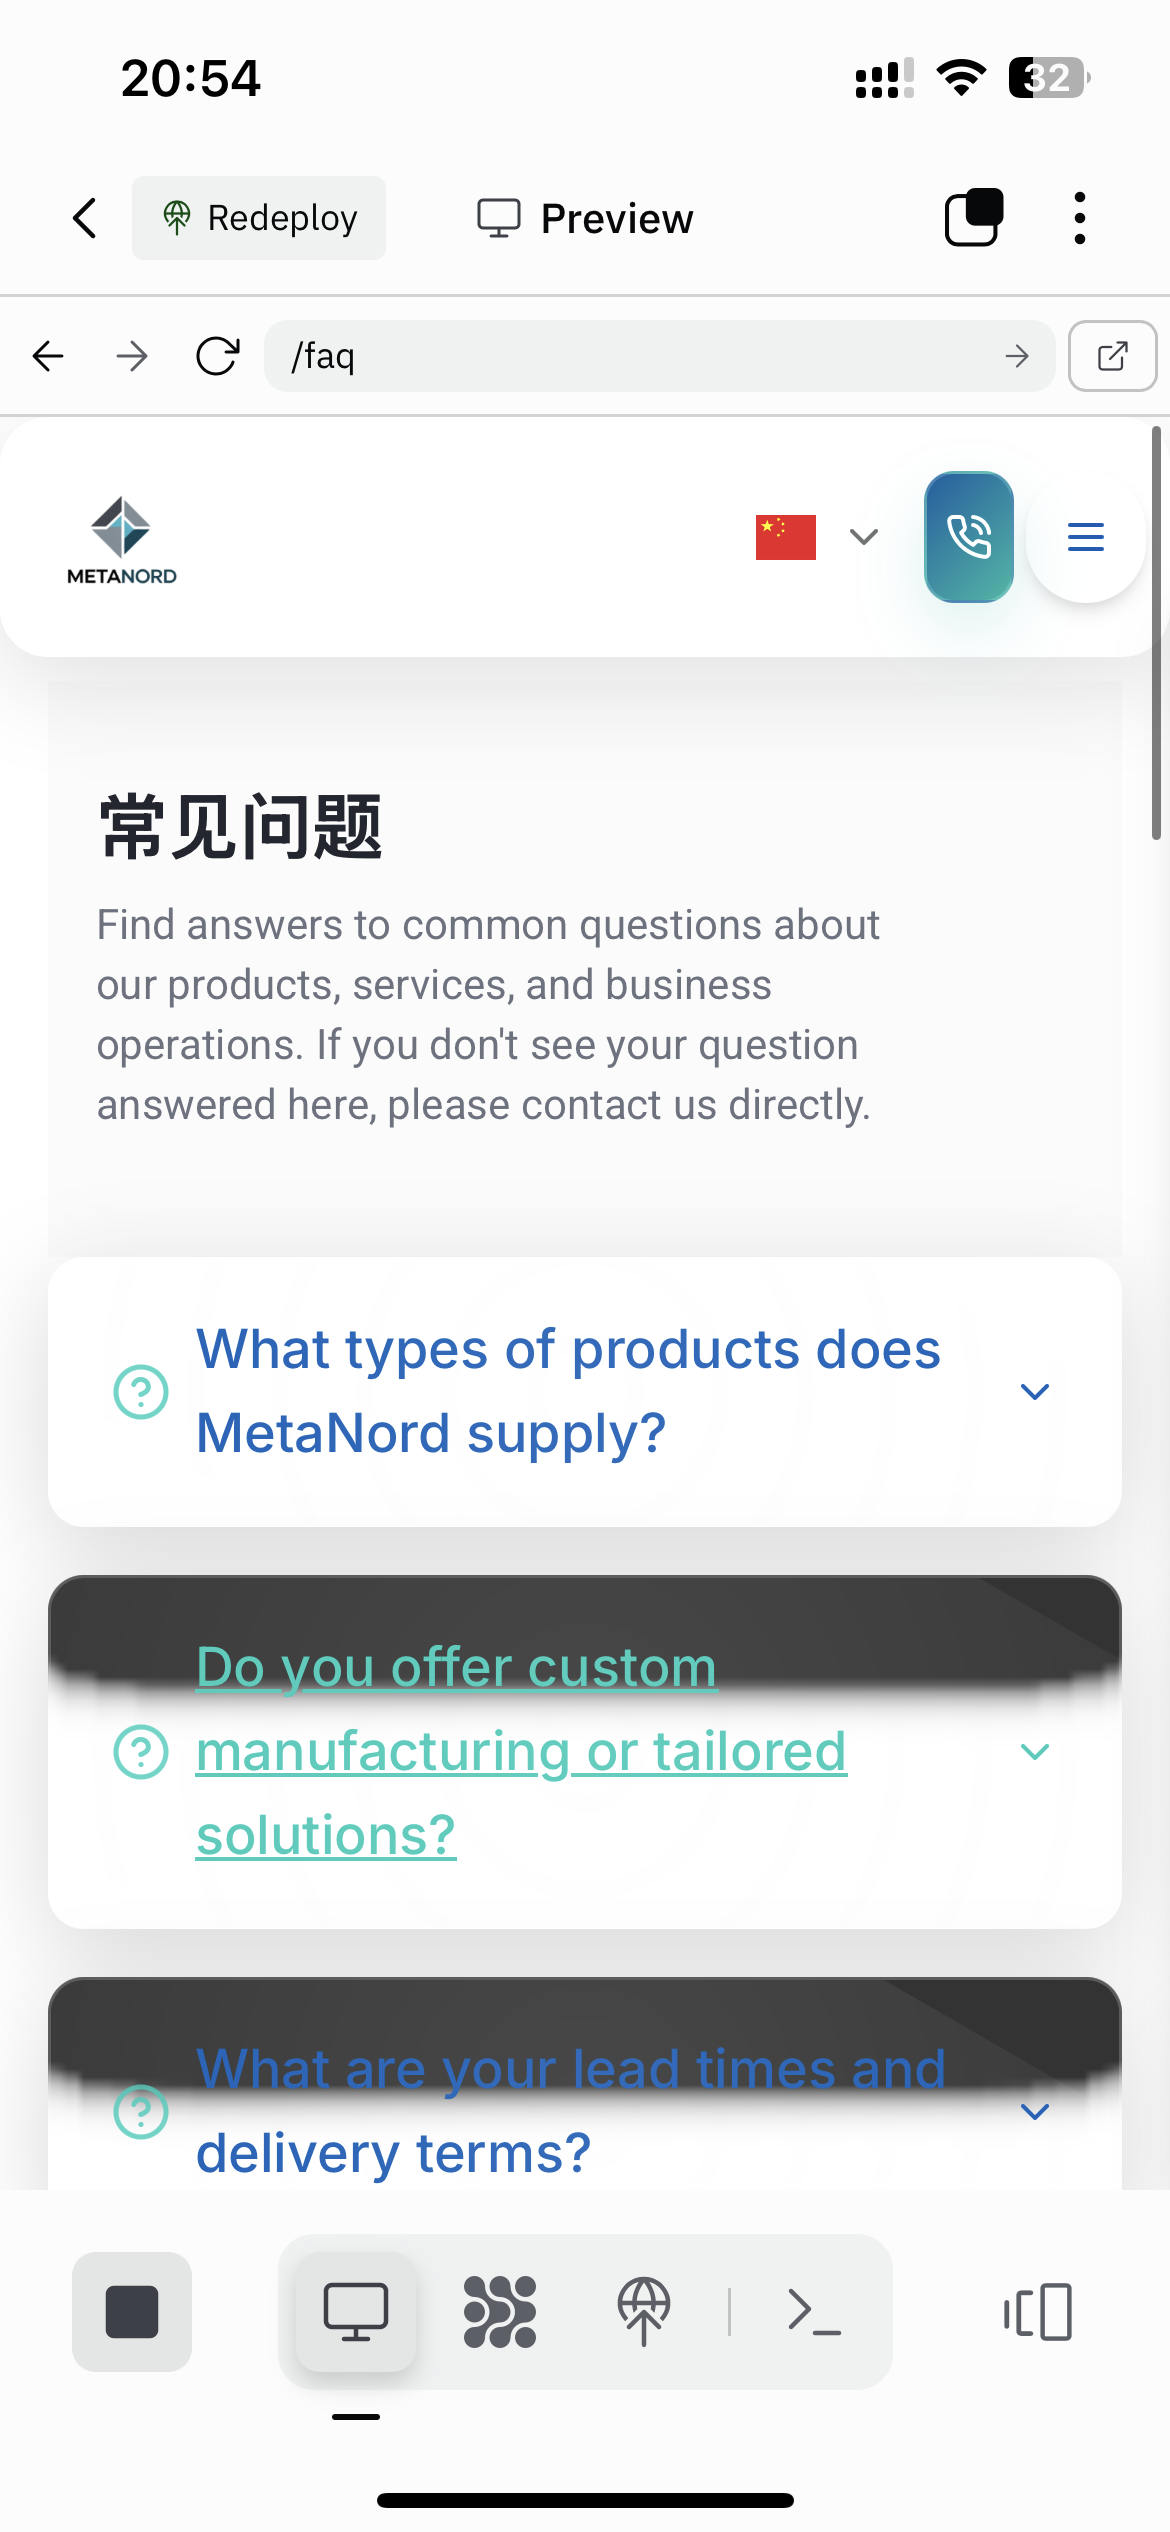 20:54
32
Redeploy
Preview
/faq
METANORD
常见问题
Find answers to common questions about
our products, services, and business
operations. If you don't see your question
answered here, please contact us directly.
What types of products does
MetaNord supply?
Do you offer custom
manufacturing or tailored
solutions?
What are your lead times and
delivery terms?